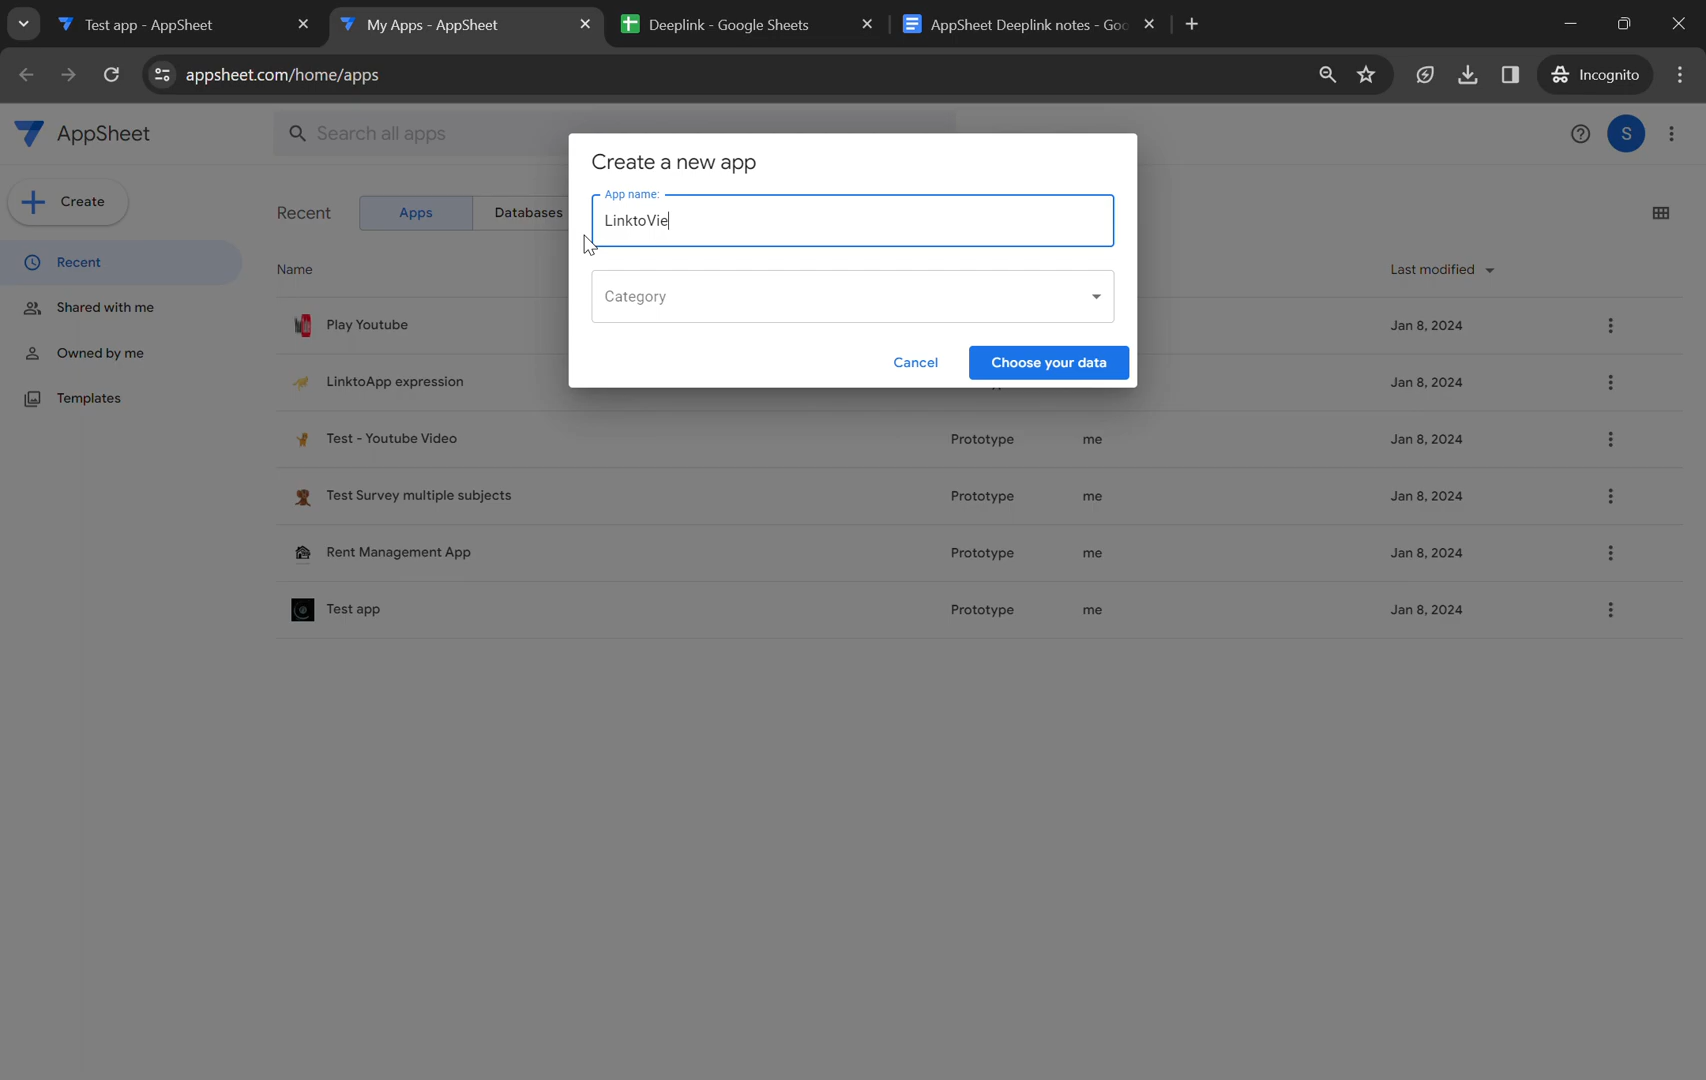 Test app - AppSheet
My Apps - AppSheet
Deeplink - Google Sheets
AppSheet Deeplink notes - Goo
appsheet.com/home/apps
Incognito
AppSheet
Search all apps
S
Create a new app
App name:
LinktoVie
Category
Cancel
Choose your data
Create
Recent
Apps
Databases
Recent
Shared with me
Owned by me
Templates
Name
Last modified
Play Youtube
Jan 8, 2024
LinktoApp expression
Jan 8, 2024
Test - Youtube Video
Prototype
me
Jan 8, 2024
Test Survey multiple subjects
Prototype
me
Jan 8, 2024
Rent Management App
Prototype
me
Jan 8, 2024
Test app
Prototype
me
Jan 8, 2024